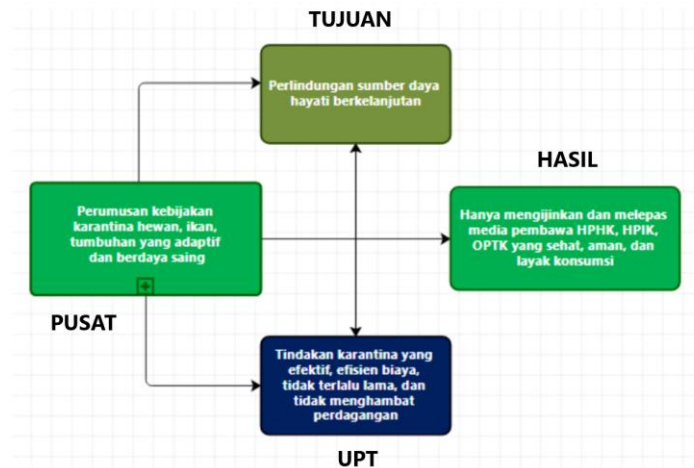 TUJUAN
Perlindungan sumber daya
hayati berkelanjutan
HASIL
Perumusan kebijakan
karantina hewan, ikan,
tumbuhan yang adaptif
dan berdaya saing
Hanya mengijinkan dan melepas
media pembawa HPHK, HPIK,
OPTK yang sehat, aman, dan
layak konsumsi
PUSAT
Tindakan karantina yang
efektif, efisien biaya,
tidak terlalu lama, dan
tidak menghambat
perdagangan
UPT